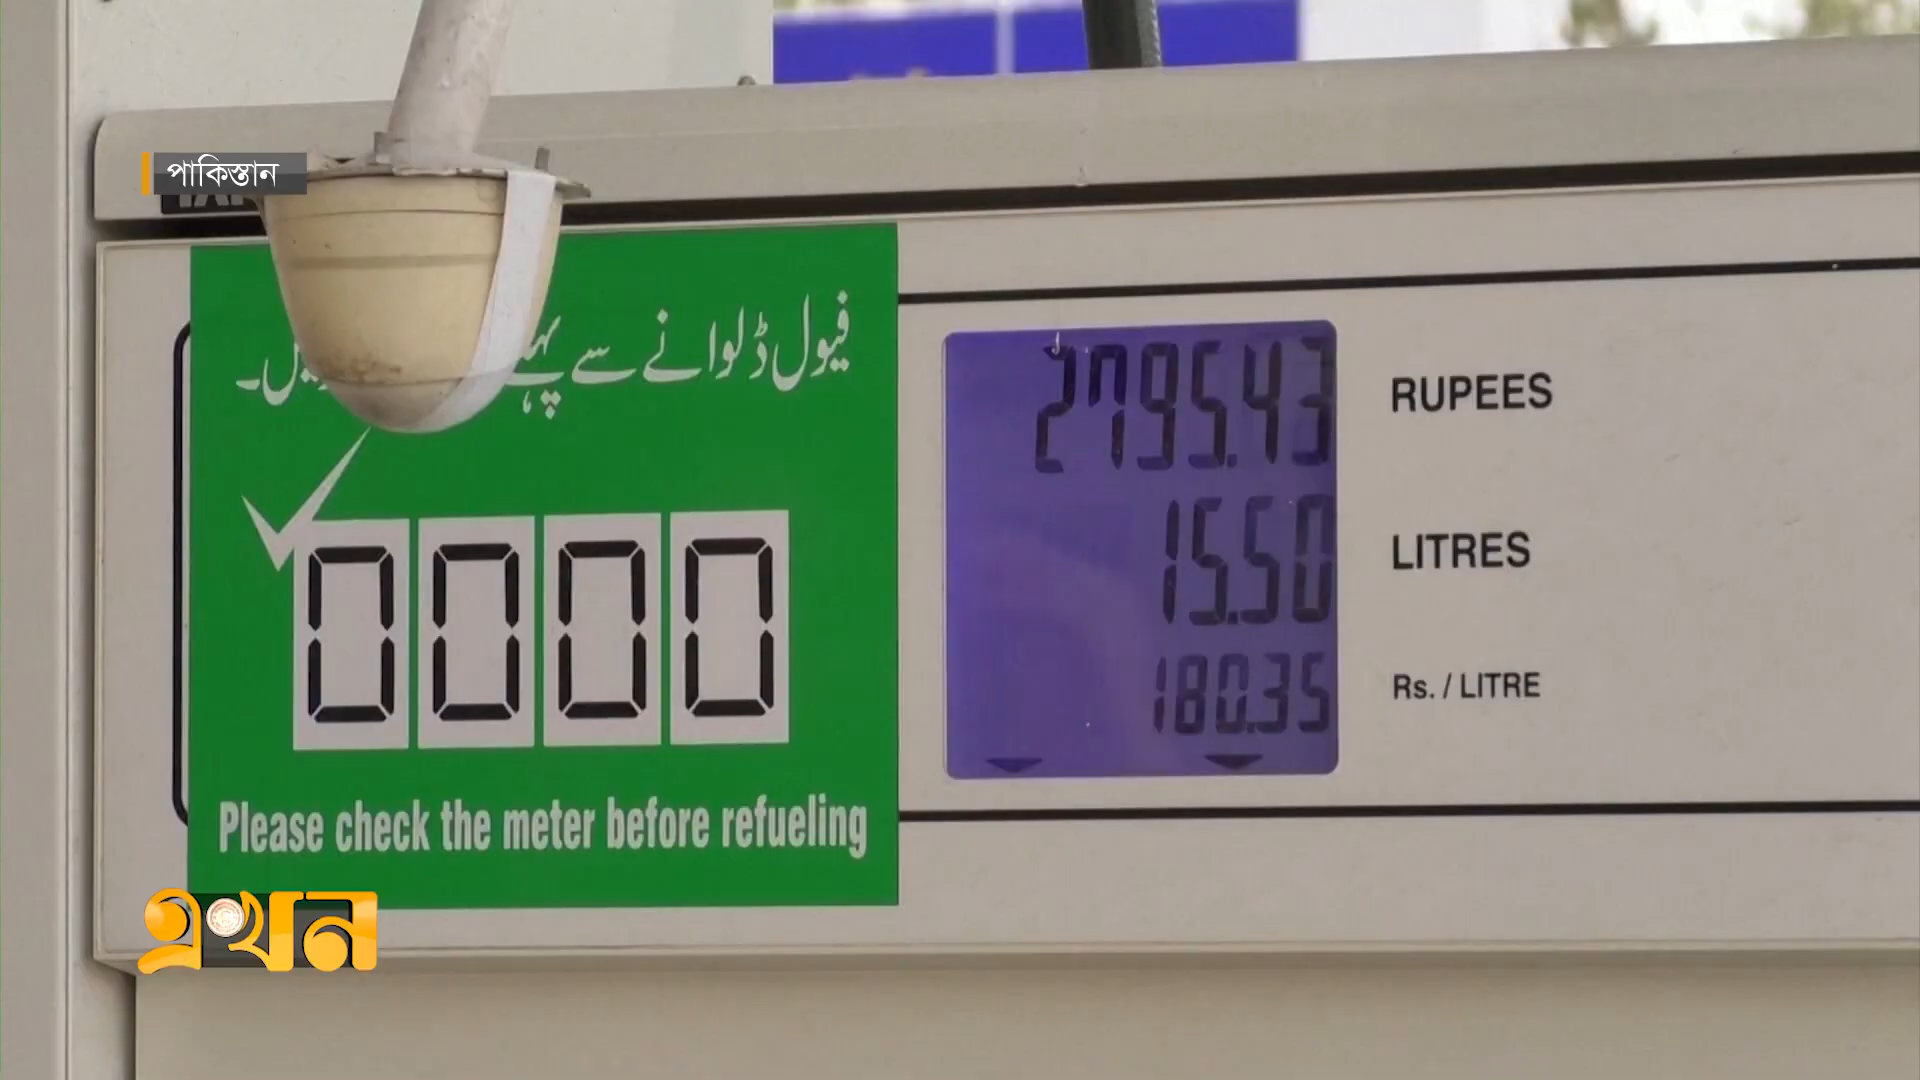 পাকিস্তান
فیول ڈلوانے سے پہلے
2795.43 RUPEES
15.50 LITRES
180.35 Rs. / LITRE
0000
Please check the meter before refueling
এখন